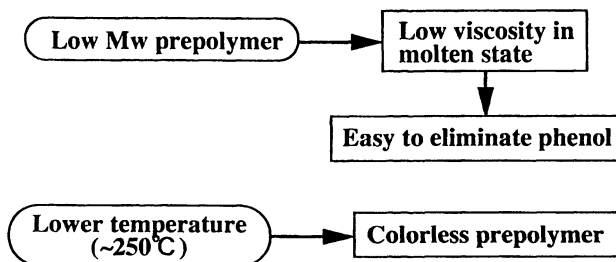 Low Mw prepolymer
Low viscosity in
molten state
Easy to eliminate phenol
Lower temperature
(~250℃)
Colorless prepolymer